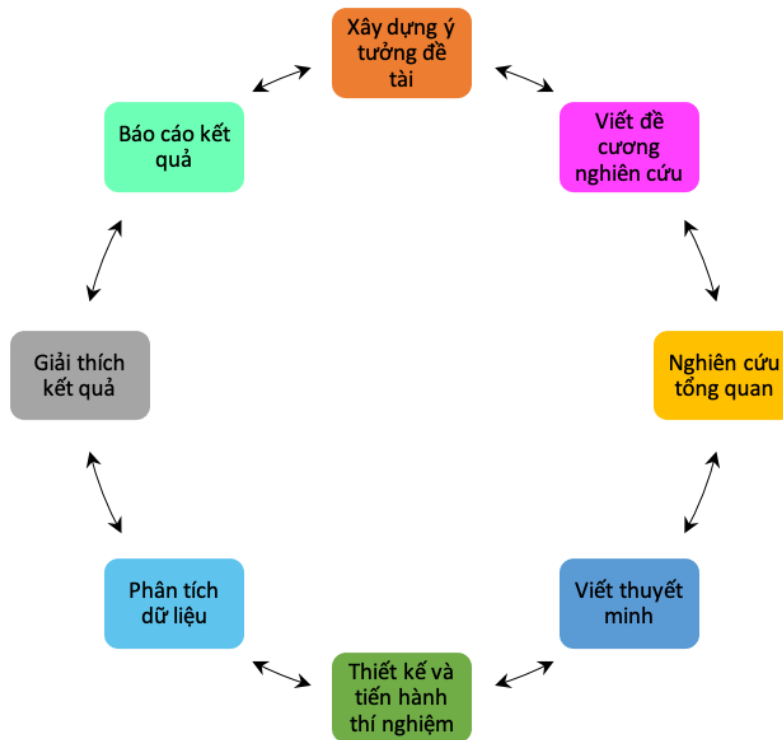 Xây dựng ý
tưởng đề
tài
Viết đề
cương
nghiên cứu
Nghiên cứu
tổng quan
Viết thuyết
minh
Thiết kế và
tiến hành
thí nghiệm
Phân tích
dữ liệu
Giải thích
kết quả
Báo cáo kết
quả